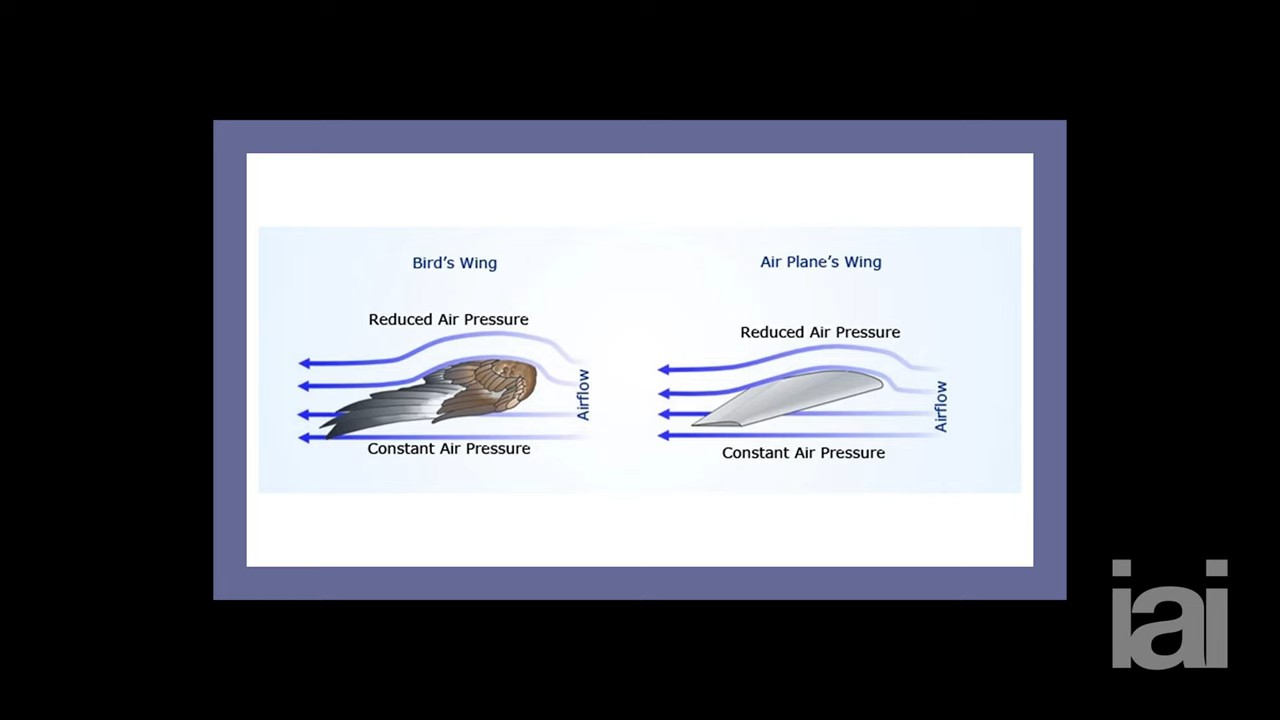 Bird's Wing
Reduced Air Pressure
Airflow
Constant Air Pressure
Air Plane's Wing
Reduced Air Pressure
Airflow
Constant Air Pressure
iai